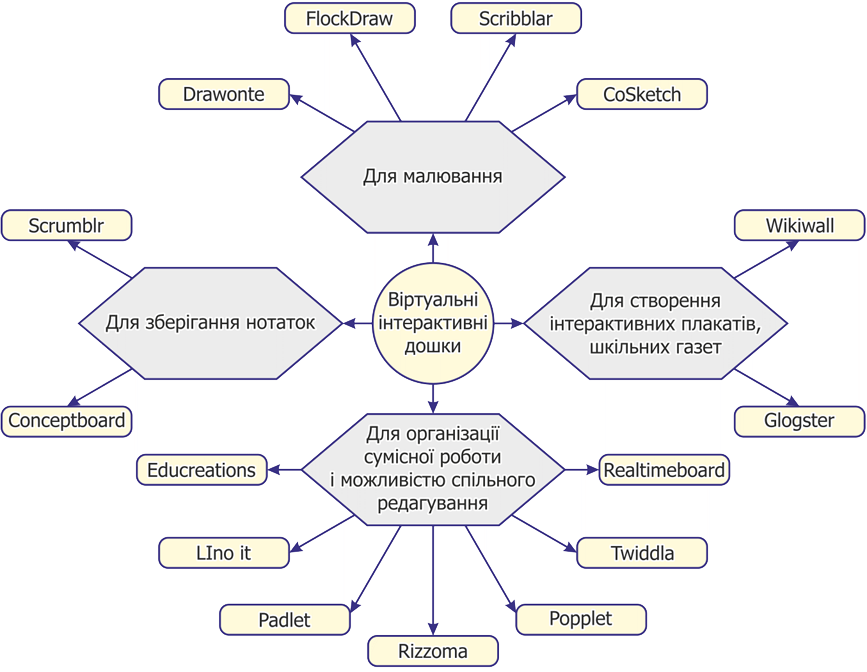 FlockDraw
Scribblar
Drawonte
CoSketch
Для малювання
Scrumblr
Wikiwall
Для зберігання нотаток
Віртуальні
інтерактивні
дошки
Для створення
інтерактивних плакатів,
шкільних газет
Conceptboard
Glogster
Для організації
сумісної роботи
і можливістю спільного
редагування
Educreations
Realtimeboard
LIno it
Twiddla
Padlet
Popplet
Rizzoma